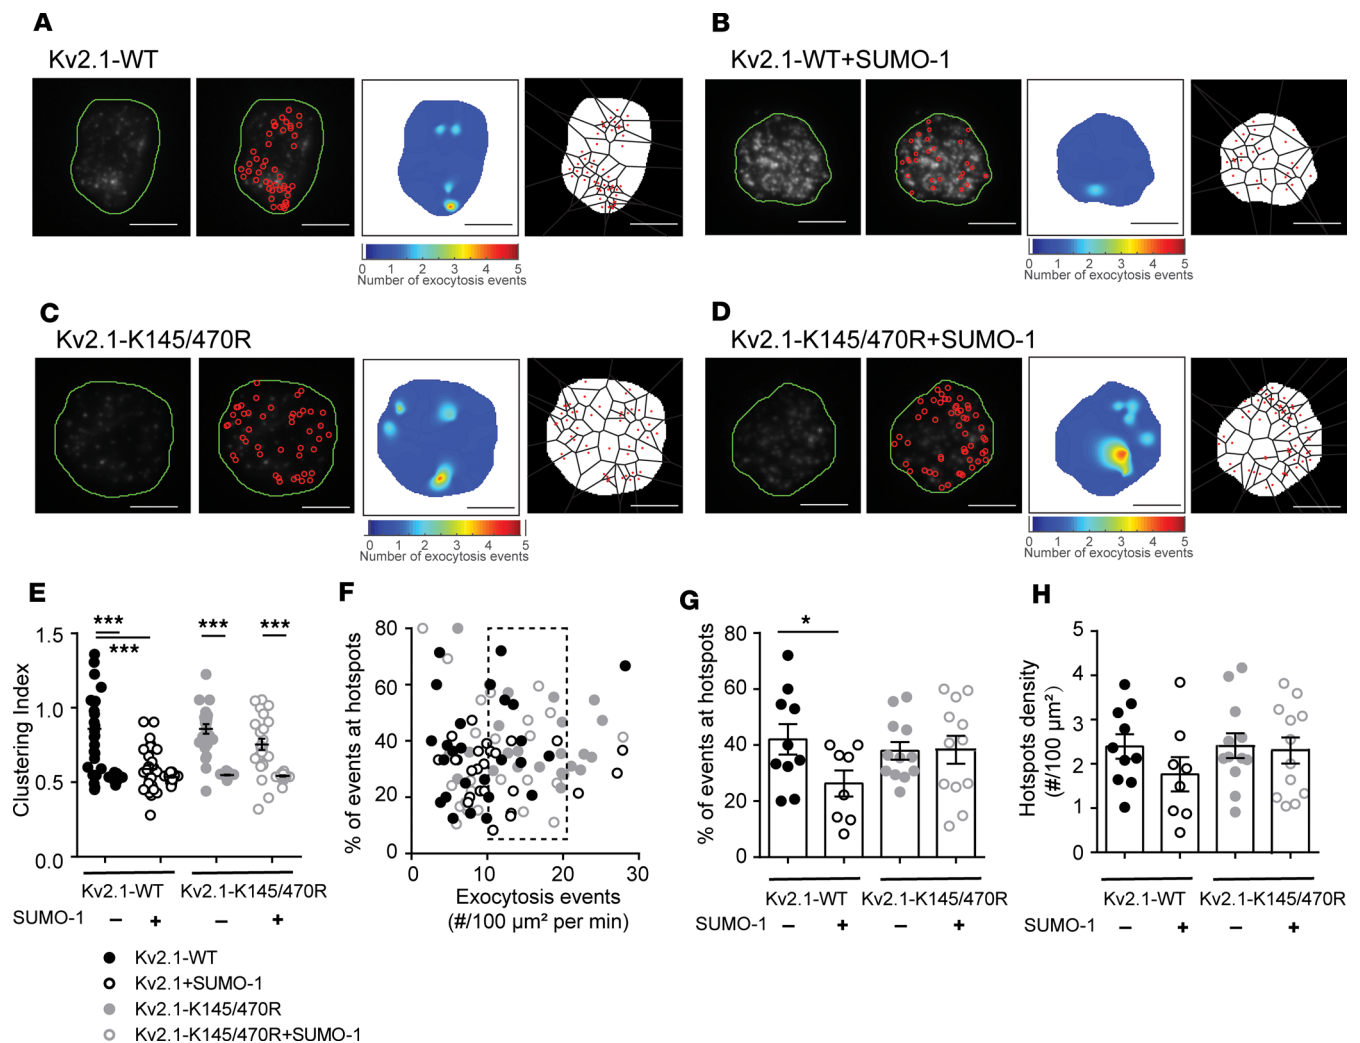 A
B
Kv2.1-WT
Kv2.1-WT+SUMO-1
0 1 2 3 4 5
Number of exocytosis events
0 1 2 3 4 5
Number of exocytosis events
C
D
Kv2.1-K145/470R
Kv2.1-K145/470R+SUMO-1
0 1 2 3 4 5
Number of exocytosis events
0 1 2 3 4 5
Number of exocytosis events
E
Clustering Index
1.5
1.0
0.5
0.0
***
***
***
***
Kv2.1-WT
Kv2.1-K145/470R
SUMO-1 – + – +
Kv2.1-WT
Kv2.1+SUMO-1
Kv2.1-K145/470R
Kv2.1-K145/470R+SUMO-1
F
% of events at hotspots
80
60
40
20
0
0 10 20 30
Exocytosis events
(#/100 µm² per min)
G
% of events at hotspots
80
60
40
20
0
*
Kv2.1-WT
Kv2.1-K145/470R
SUMO-1 – + – +
H
Hotspots density
(#/100 µm²)
5
4
3
2
1
0
Kv2.1-WT
Kv2.1-K145/470R
SUMO-1 – + – +